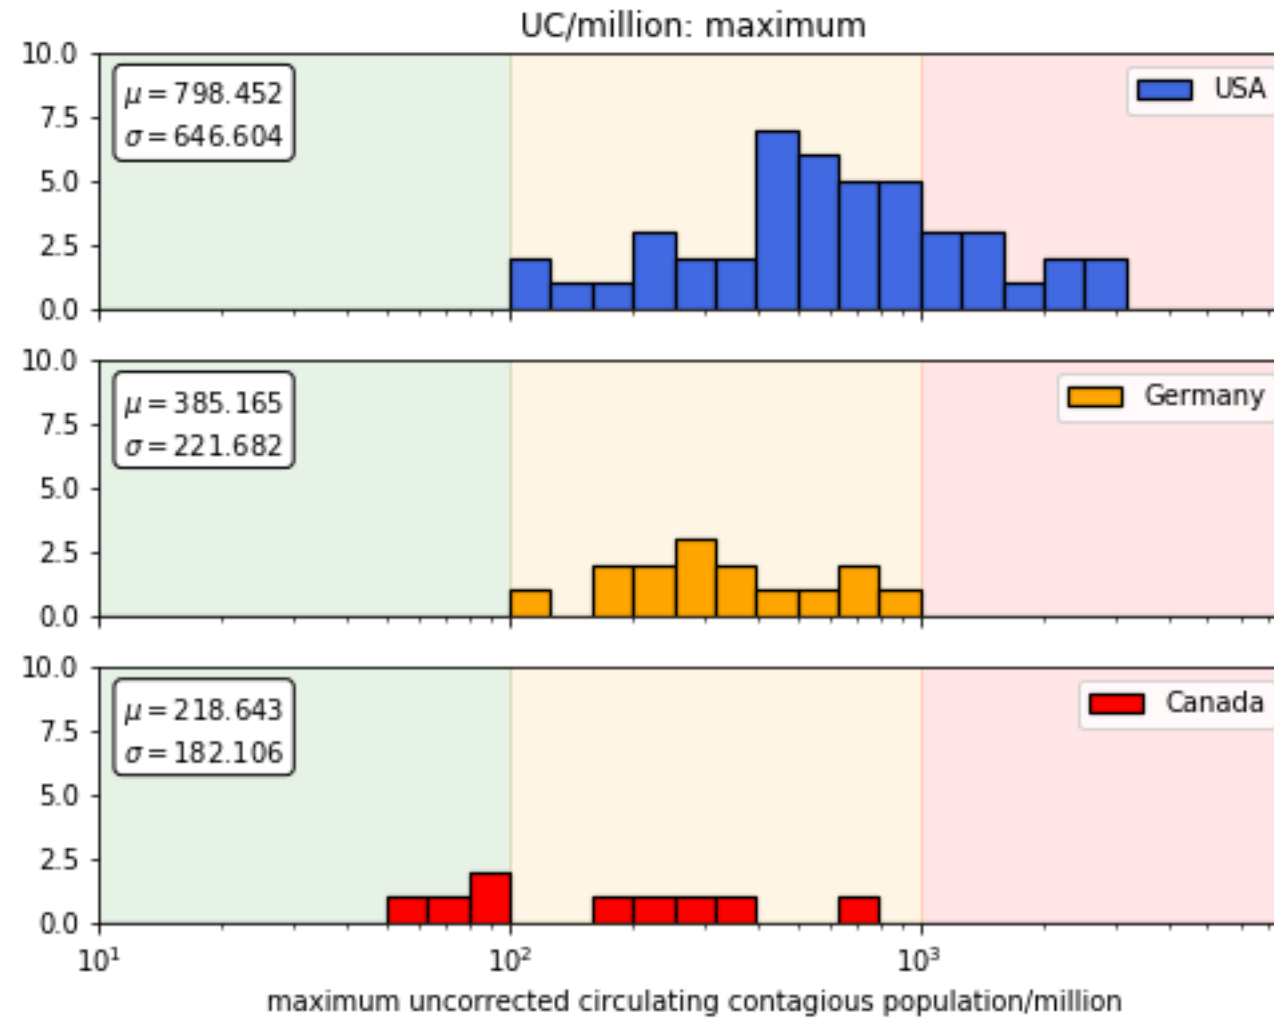 UC/million: maximum
10.0
7.5
5.0
2.5
0.0
μ = 798.452
σ = 646.604
USA
10.0
7.5
5.0
2.5
0.0
μ = 385.165
σ = 221.682
Germany
10.0
7.5
5.0
2.5
0.0
μ = 218.643
σ = 182.106
Canada
10¹ 10² 10³
maximum uncorrected circulating contagious population/million